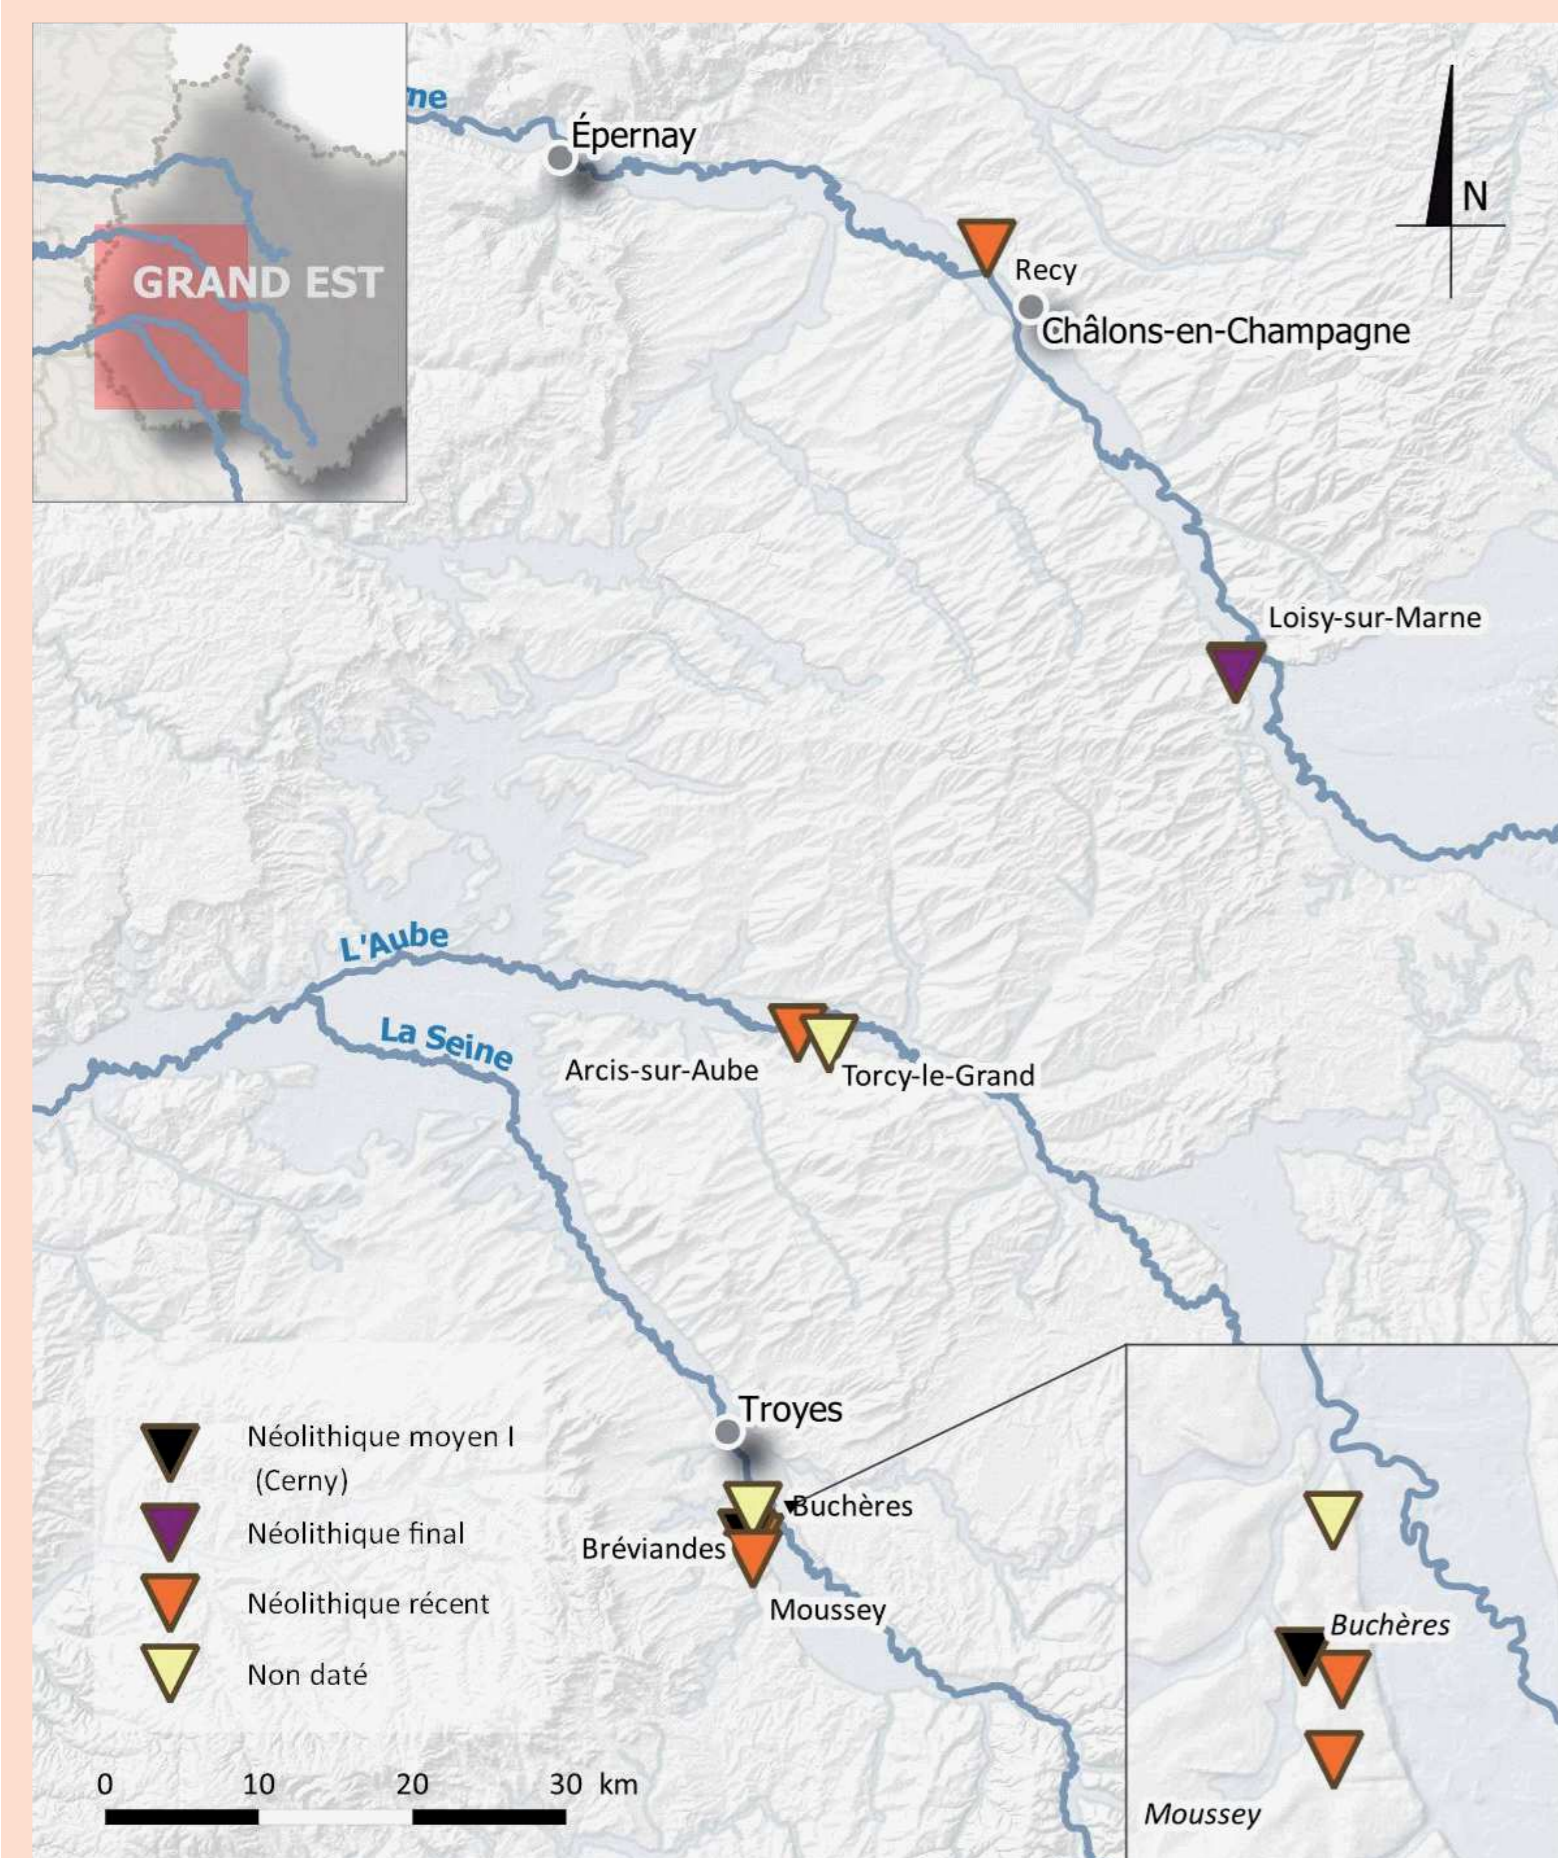 rne
Épernay
N
GRAND EST
Recy
Châlons-en-Champagne
Loisy-sur-Marne
L'Aube
La Seine
Arcis-sur-Aube
Torcy-le-Grand
Troyes
Buchères
Bréviandes
Moussey
Néolithique moyen I
(Cerny)
Néolithique final
Néolithique récent
Non daté
0 10 20 30 km
Buchères
Moussey